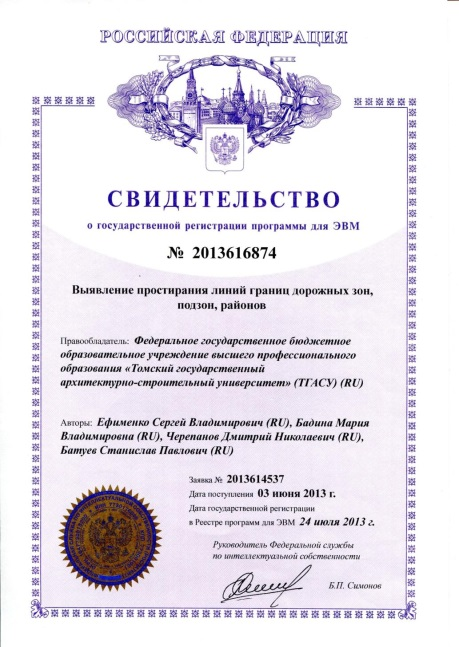 РОССИЙСКАЯ ФЕДЕРАЦИЯ
СВИДЕТЕЛЬСТВО
о государственной регистрации программы для ЭВМ
№ 2013616874
Выявление простирания линий границ дорожных зон,
подзон, районов
Правообладатель: Федеральное государственное бюджетное
образовательное учреждение высшего профессионального
образования «Томский государственный
архитектурно-строительный университет» (ТГАСУ) (RU)
Авторы: Ефименко Сергей Владимирович (RU), Бадина Мария
Владимировна (RU), Черепанов Дмитрий Николаевич (RU),
Батуев Станислав Павлович (RU)
Заявка № 2013614537
Дата поступления 03 июня 2013 г.
Дата государственной регистрации
в Реестре программ для ЭВМ 24 июля 2013 г.
Руководитель Федеральной службы
по интеллектуальной собственности
Б.П. Симонов